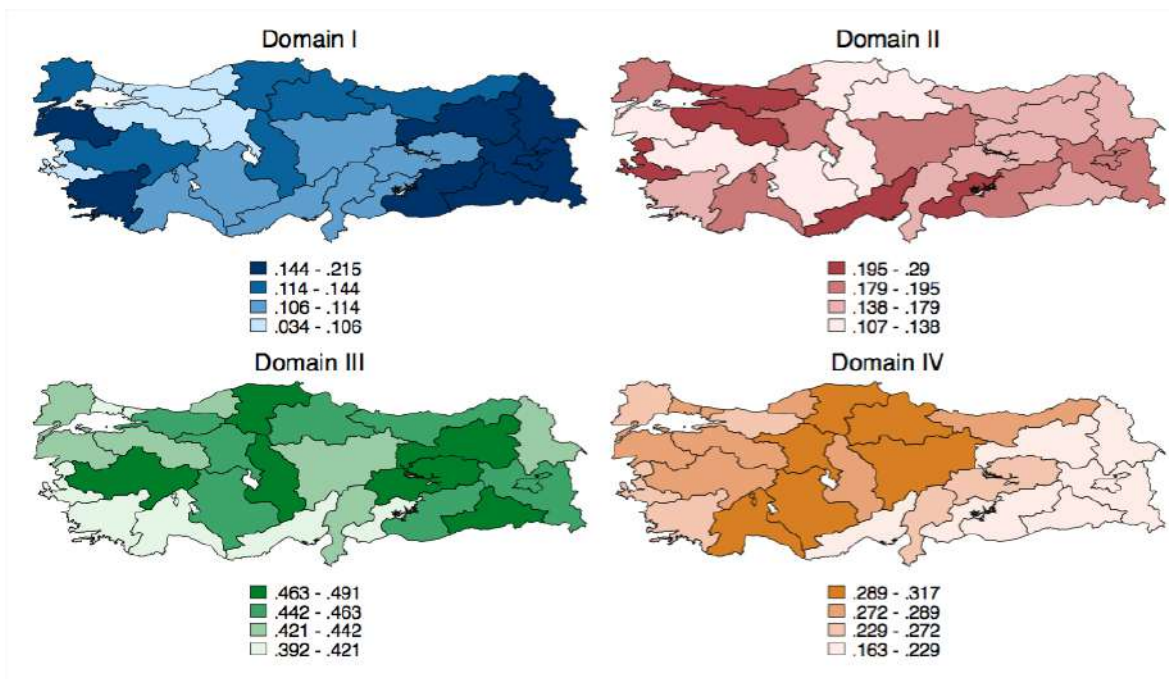 Domain I
.144 - .215
.114 - .144
.106 - .114
.034 - .106
Domain II
.195 - .29
.179 - .195
.138 - .179
.107 - .138
Domain III
.463 - .491
.442 - .463
.421 - .442
.392 - .421
Domain IV
.289 - .317
.272 - .289
.229 - .272
.163 - .229